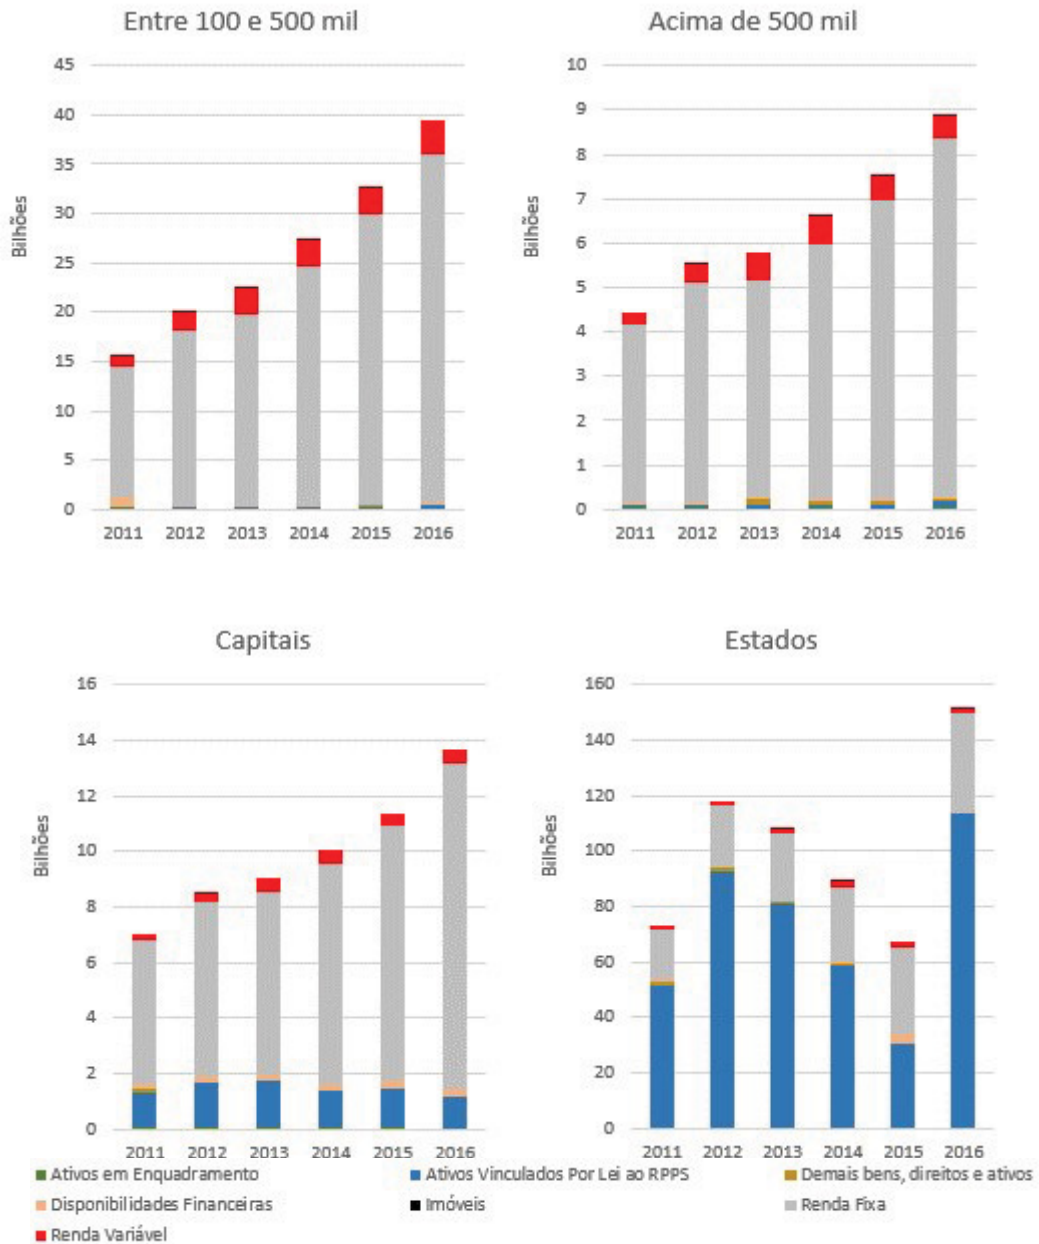 Entre 100 e 500 mil
45
40
35
30
25
20
15
10
5
0
Bilhões
2011 2012 2013 2014 2015 2016
Acima de 500 mil
10
9
8
7
6
5
4
3
2
1
0
Bilhões
2011 2012 2013 2014 2015 2016
Capitais
16
14
12
10
8
6
4
2
0
Bilhões
2011 2012 2013 2014 2015 2016
Estados
160
140
120
100
80
60
40
20
0
Bilhões
2011 2012 2013 2014 2015 2016
Ativos em Enquadramento
Ativos Vinculados Por Lei ao RPPS
Demais bens, direitos e ativos
Disponibilidades Financeiras
Imóveis
Renda Fixa
Renda Variável